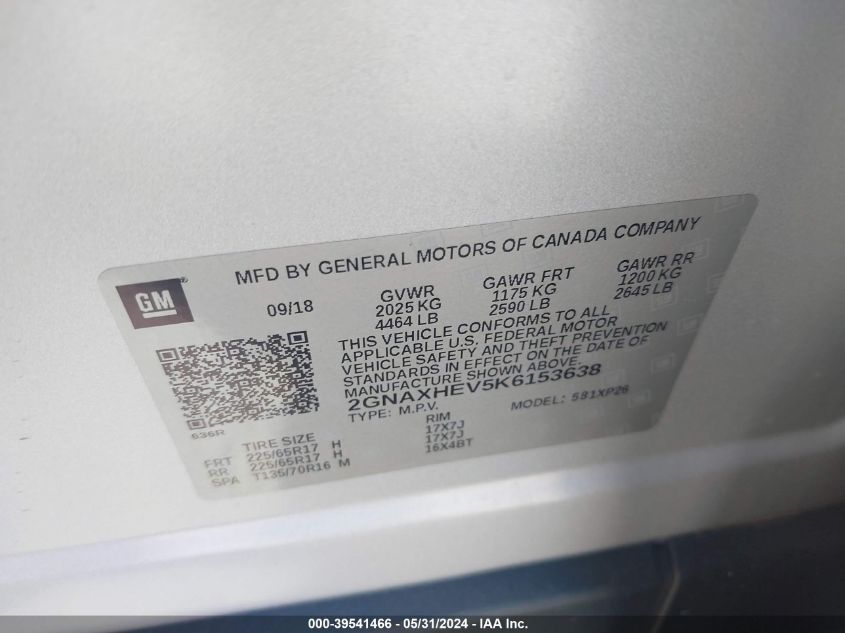 MFD BY GENERAL MOTORS OF CANADA COMPANY
GM
09/18
GVWR
2025 KG
4464 LB
GAWR FRT
1175 KG
2590 LB
GAWR RR
1200 KG
2645 LB
THIS VEHICLE CONFORMS TO ALL
APPLICABLE U.S. FEDERAL MOTOR
VEHICLE SAFETY AND THEFT PREVENTION
STANDARDS IN EFFECT ON THE DATE OF
MANUFACTURE SHOWN ABOVE.
2GNAXHEV5K6153638
TYPE: M.P.V. MODEL: 581XP26
636R
TIRE SIZE RIM
FRT 225/65R17 H 17X7J
RR 225/65R17 H 17X7J
SPA T135/70R16 M 16X4BT
000-39541466 - 05/31/2024 - IAA Inc.